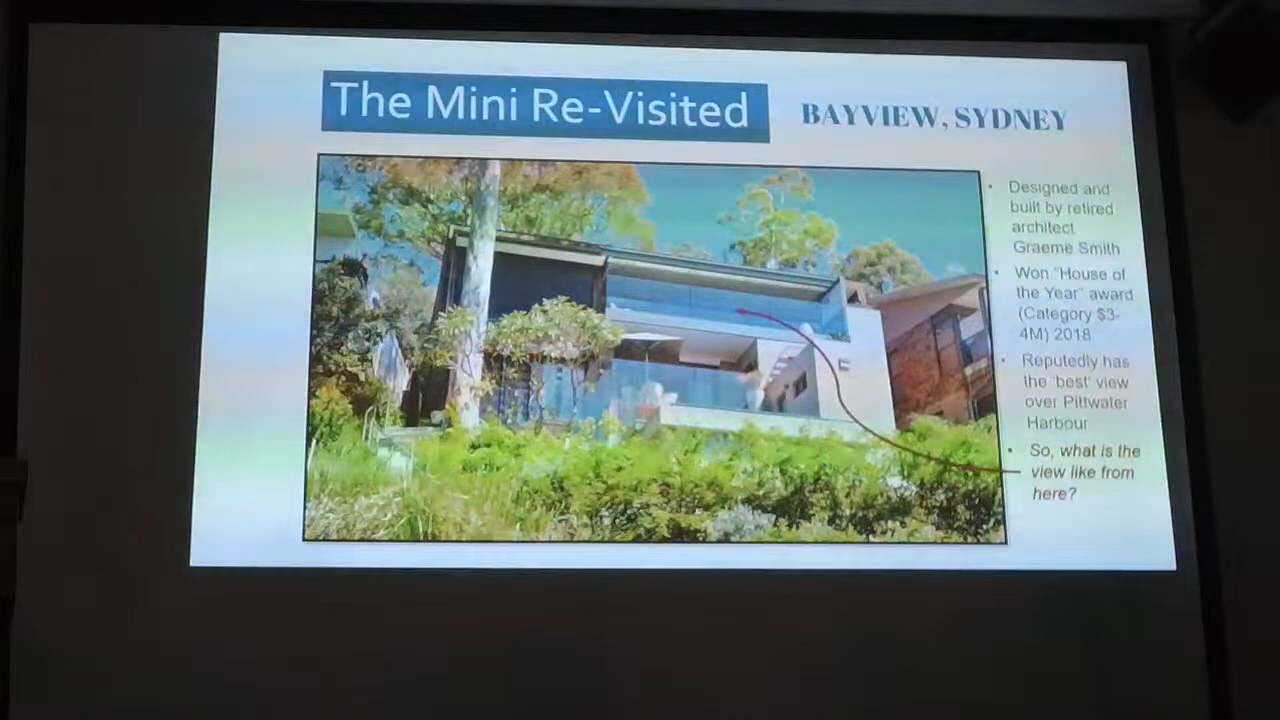 The Mini Re-Visited
BAYVIEW, SYDNEY
• Designed and
built by retired
architect
Graeme Smith
• Won "House of
the Year" award
(Category $3-
4M) 2018
• Reputedly has
the 'best' view
over Pittwater
Harbour
• So, what is the
view like from
here?